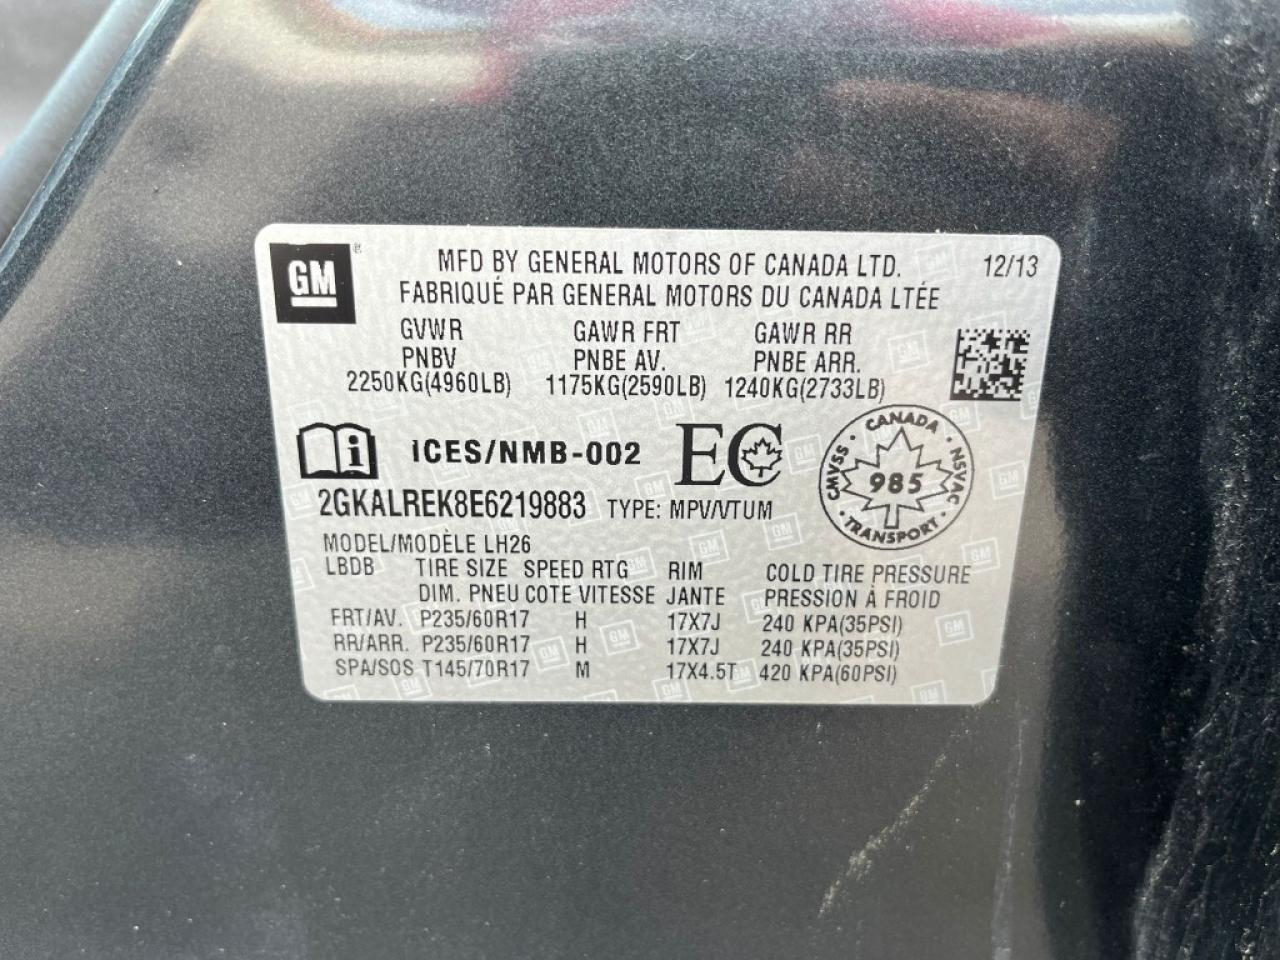 GM
MFD BY GENERAL MOTORS OF CANADA LTD. 12/13
FABRIQUÉ PAR GENERAL MOTORS DU CANADA LTÉE
GVWR GAWR FRT GAWR RR
PNBV PNBE AV. PNBE ARR.
2250KG(4960LB) 1175KG(2590LB) 1240KG(2733LB)
i ICES/NMB-002 EC
CANADA
CMVSS 985 NSVAC
TRANSPORT
2GKALREK8E6219883 TYPE: MPV/VTUM
MODEL/MODÈLE LH26
LBDB TIRE SIZE SPEED RTG RIM COLD TIRE PRESSURE
DIM. PNEU COTE VITESSE JANTE PRESSION À FROID
FRT/AV. P235/60R17 H 17X7J 240 KPA(35PSI)
RR/ARR. P235/60R17 H 17X7J 240 KPA(35PSI)
SPA/SOS T145/70R17 M 17X4.5T 420 KPA(60PSI)